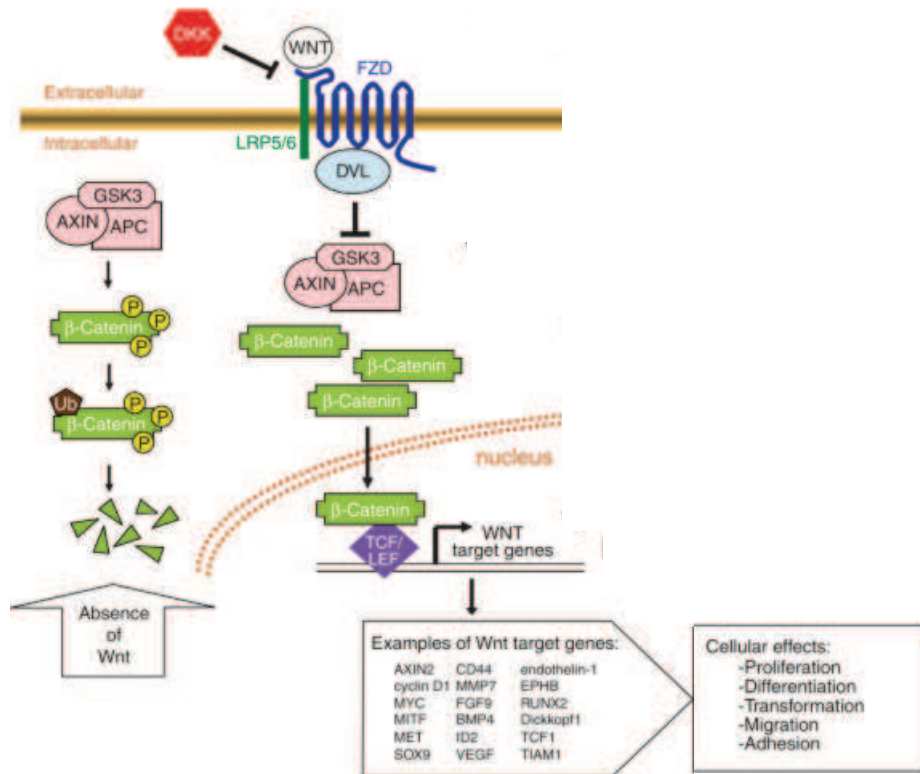 DKK
WNT
FZD
Extracellular
Intracellular
LRP5/6
DVL
GSK3
AXIN
APC
GSK3
AXIN
APC
β-Catenin
P
P
P
β-Catenin
β-Catenin
β-Catenin
Ub
β-Catenin
P
P
P
nucleus
β-Catenin
TCF/
LEF
WNT
target genes
Absence
of
Wnt
Examples of Wnt target genes:
AXIN2 CD44 endothelin-1
cyclin D1 MMP7 EPHB
MYC FGF9 RUNX2
MITF BMP4 Dickkopf1
MET ID2 TCF1
SOX9 VEGF TIAM1
Cellular effects:
-Proliferation
-Differentiation
-Transformation
-Migration
-Adhesion